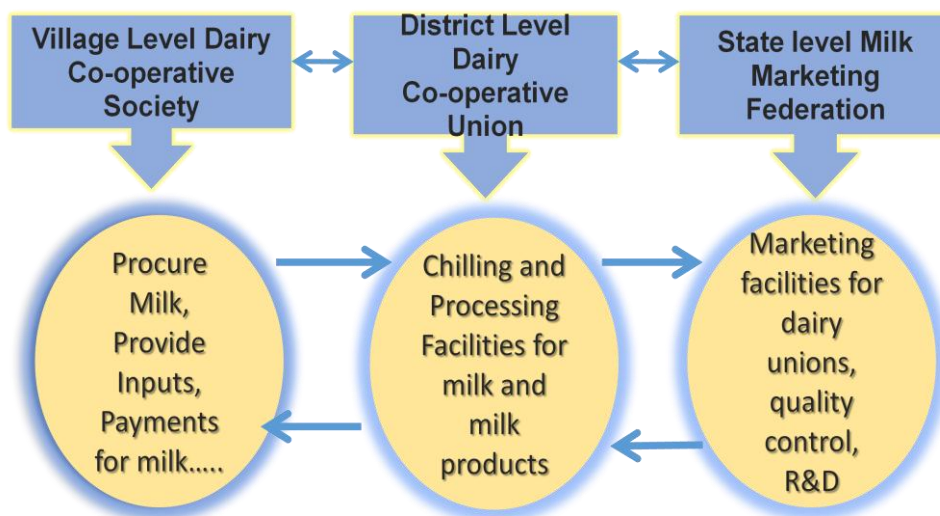 Village Level Dairy
Co-operative
Society
District Level
Dairy
Co-operative
Union
State level Milk
Marketing
Federation
Procure
Milk,
Provide
Inputs,
Payments
for milk.....
Chilling and
Processing
Facilities for
milk and
milk
products
Marketing
facilities for
dairy
unions,
quality
control,
R&D